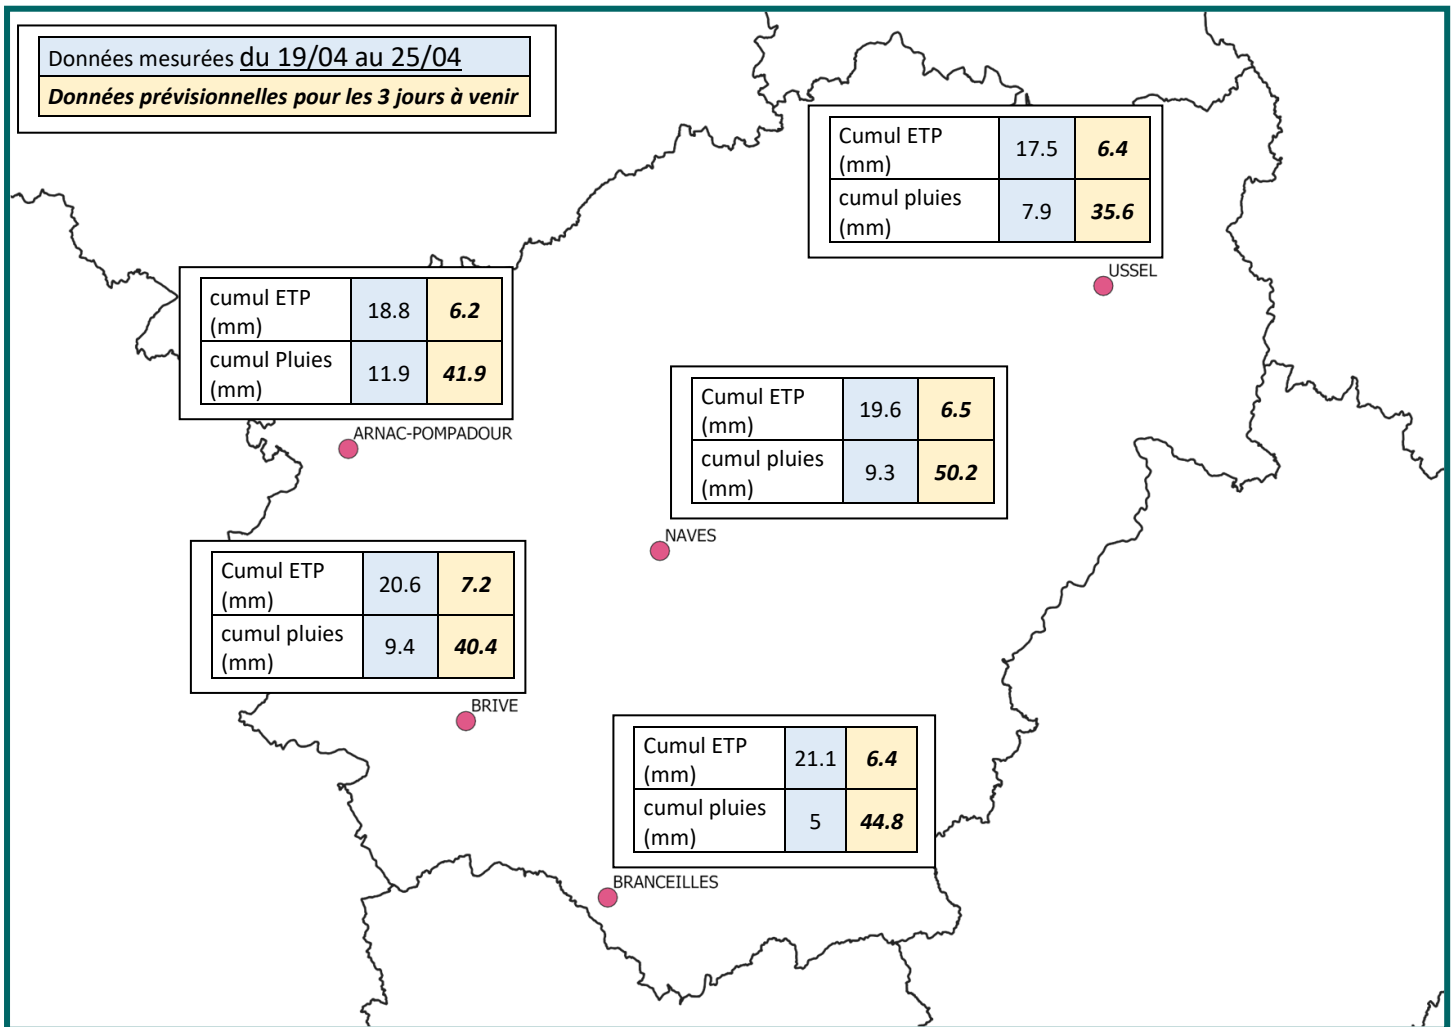 Données mesurées du 19/04 au 25/04
Données prévisionnelles pour les 3 jours à venir
Cumul ETP
(mm)
17.5
6.4
cumul pluies
(mm)
7.9
35.6
USSEL
cumul ETP
(mm)
18.8
6.2
cumul Pluies
(mm)
11.9
41.9
ARNAC-POMPADOUR
Cumul ETP
(mm)
19.6
6.5
cumul pluies
(mm)
9.3
50.2
NAVES
Cumul ETP
(mm)
20.6
7.2
cumul pluies
(mm)
9.4
40.4
BRIVE
Cumul ETP
(mm)
21.1
6.4
cumul pluies
(mm)
5
44.8
BRANCEILLES